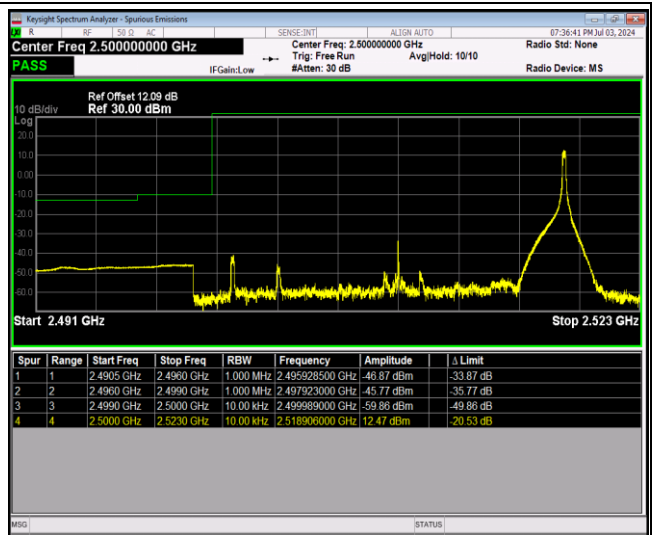 Keysight Spectrum Analyzer - Spurious Emissions
R RF 50 Ω AC SENSE:INT ALIGN AUTO 07:36:41 PM Jul 03, 2024
Center Freq 2.500000000 GHz Center Freq: 2.500000000 GHz Radio Std: None
Trig: Free Run Avg|Hold: 10/10
PASS IFGain:Low #Atten: 30 dB Radio Device: MS
Ref Offset 12.09 dB
10 dB/div Ref 30.00 dBm
Log
20.0
10.0
0.00
-10.0
-20.0
-30.0
-40.0
-50.0
-60.0
Start 2.491 GHz Stop 2.523 GHz
Spur Range Start Freq Stop Freq RBW Frequency Amplitude Δ Limit
1 1 2.4905 GHz 2.4960 GHz 1.000 MHz 2.495928500 GHz -46.87 dBm -33.87 dB
2 2 2.4960 GHz 2.4990 GHz 1.000 MHz 2.497923000 GHz -45.77 dBm -35.77 dB
3 3 2.4990 GHz 2.5000 GHz 10.00 kHz 2.499989000 GHz -59.86 dBm -49.86 dB
4 4 2.5000 GHz 2.5230 GHz 10.00 kHz 2.518906000 GHz 12.47 dBm -20.53 dB
MSG STATUS